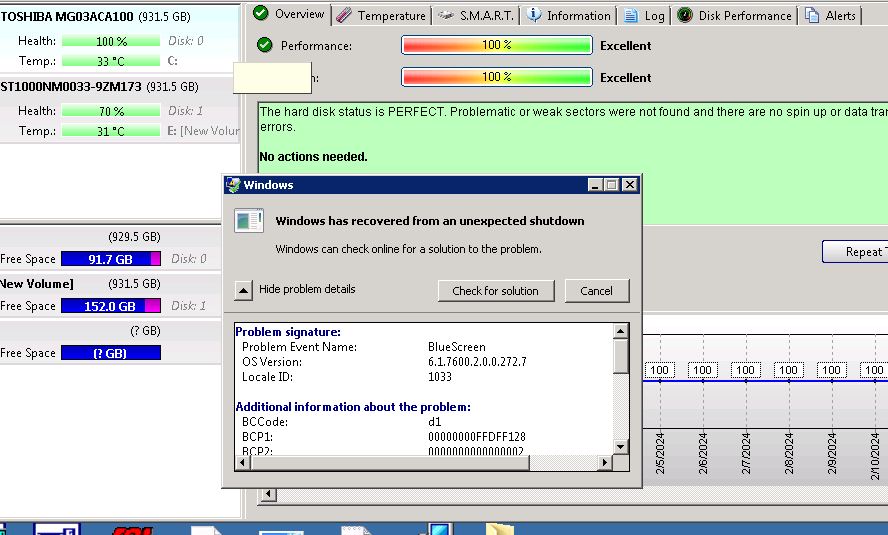 TOSHIBA MG03ACA100 (931.5 GB)
Health: 100 % Disk: 0
Temp.: 33 °C C:
ST1000NM0033-9ZM173 (931.5 GB)
Health: 70 % Disk: 1
Temp.: 31 °C E: [New Volum
(929.5 GB)
Free Space 91.7 GB Disk: 0
New Volume] (931.5 GB)
Free Space 152.0 GB Disk: 1
(? GB)
Free Space (? GB)
Overview Temperature S.M.A.R.T. Information Log Disk Performance Alerts
Performance: 100 % Excellent
100 % Excellent
The hard disk status is PERFECT. Problematic or weak sectors were not found and there are no spin up or data tran
errors.
No actions needed.
Repeat T
Windows
Windows has recovered from an unexpected shutdown
Windows can check online for a solution to the problem.
Hide problem details Check for solution Cancel
Problem signature:
Problem Event Name: BlueScreen
OS Version: 6.1.7600.2.0.0.272.7
Locale ID: 1033
Additional information about the problem:
BCCode: d1
BCP1: 00000000FFDFF128
BCP2: 0000000000000002
100 100 100 100 100 100
2/5/2024 2/6/2024 2/7/2024 2/8/2024 2/9/2024 2/10/2024